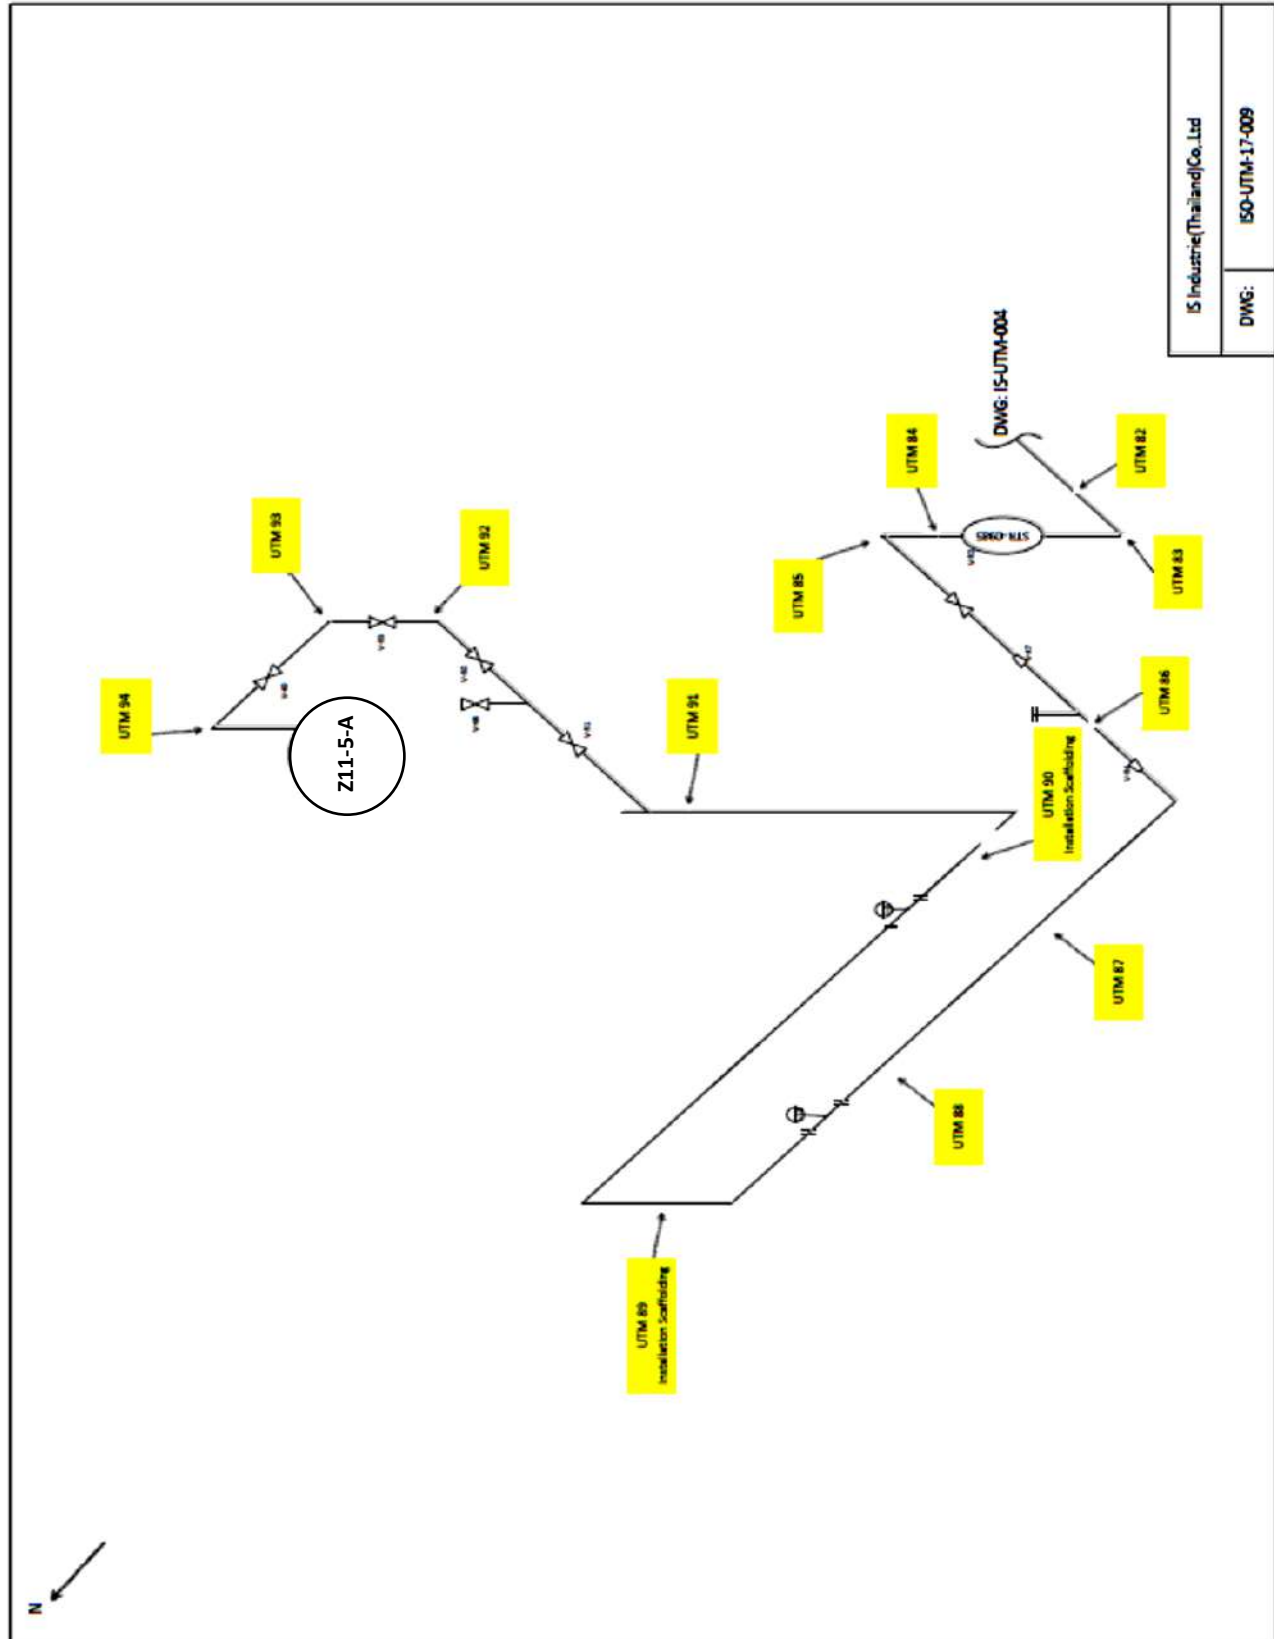 N
UTM 94
UTM 93
UTM 92
Z11-5-A
UTM 91
UTM 89
Installation Scaffolding
UTM 88
UTM 87
UTM 90
Installation Scaffolding
UTM 86
UTM 85
UTM 84
STR-0985
UTM 83
UTM 82
DWG: IS-UTM-004
IS Industrie(Thailand)Co,.Ltd
DWG:
ISO-UTM-17-009